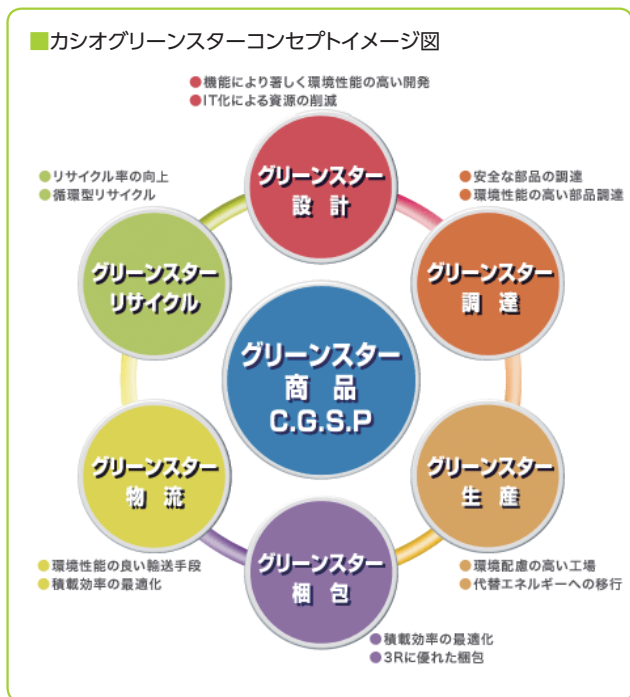 ■カシオグリーンスターコンセプトイメージ図
●機能により著しく環境性能の高い開発
●IT化による資源の削減
グリーンスター
設 計
●安全な部品の調達
●環境性能の高い部品調達
グリーンスター
調 達
グリーンスター
生 産
●環境配慮の高い工場
●代替エネルギーへの移行
グリーンスター
梱 包
●積載効率の最適化
●3Rに優れた梱包
グリーンスター
物 流
●環境性能の良い輸送手段
●積載効率の最適化
●リサイクル率の向上
●循環型リサイクル
グリーンスター
リサイクル
グリーンスター
商 品
C.G.S.P